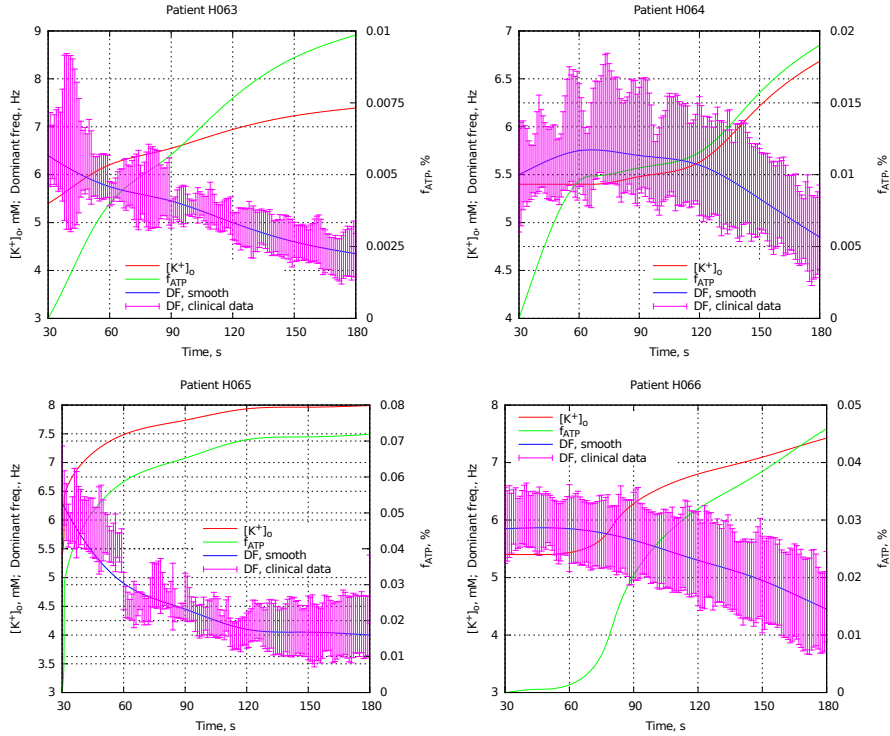 Patient H063
9
8
7
6
5
4
3
0.01
0.0075
0.005
0.0025
0
30
60
90
120
150
180
[K⁺]ₒ, mM; Dominant freq., Hz
f_ATP, %
Time, s
[K⁺]ₒ
f_ATP
DF, smooth
DF, clinical data
Patient H064
7
6.5
6
5.5
5
4.5
4
0.02
0.015
0.01
0.005
0
30
60
90
120
150
180
[K⁺]ₒ, mM; Dominant freq., Hz
f_ATP, %
Time, s
[K⁺]ₒ
f_ATP
DF, smooth
DF, clinical data
Patient H065
8
7.5
7
6.5
6
5.5
5
4.5
4
3.5
3
0.08
0.07
0.06
0.05
0.04
0.03
0.02
0.01
0
30
60
90
120
150
180
[K⁺]ₒ, mM; Dominant freq., Hz
f_ATP, %
Time, s
[K⁺]ₒ
f_ATP
DF, smooth
DF, clinical data
Patient H066
8
7
6
5
4
3
0.05
0.04
0.03
0.02
0.01
0
30
60
90
120
150
180
[K⁺]ₒ, mM; Dominant freq., Hz
f_ATP, %
Time, s
[K⁺]ₒ
f_ATP
DF, smooth
DF, clinical data